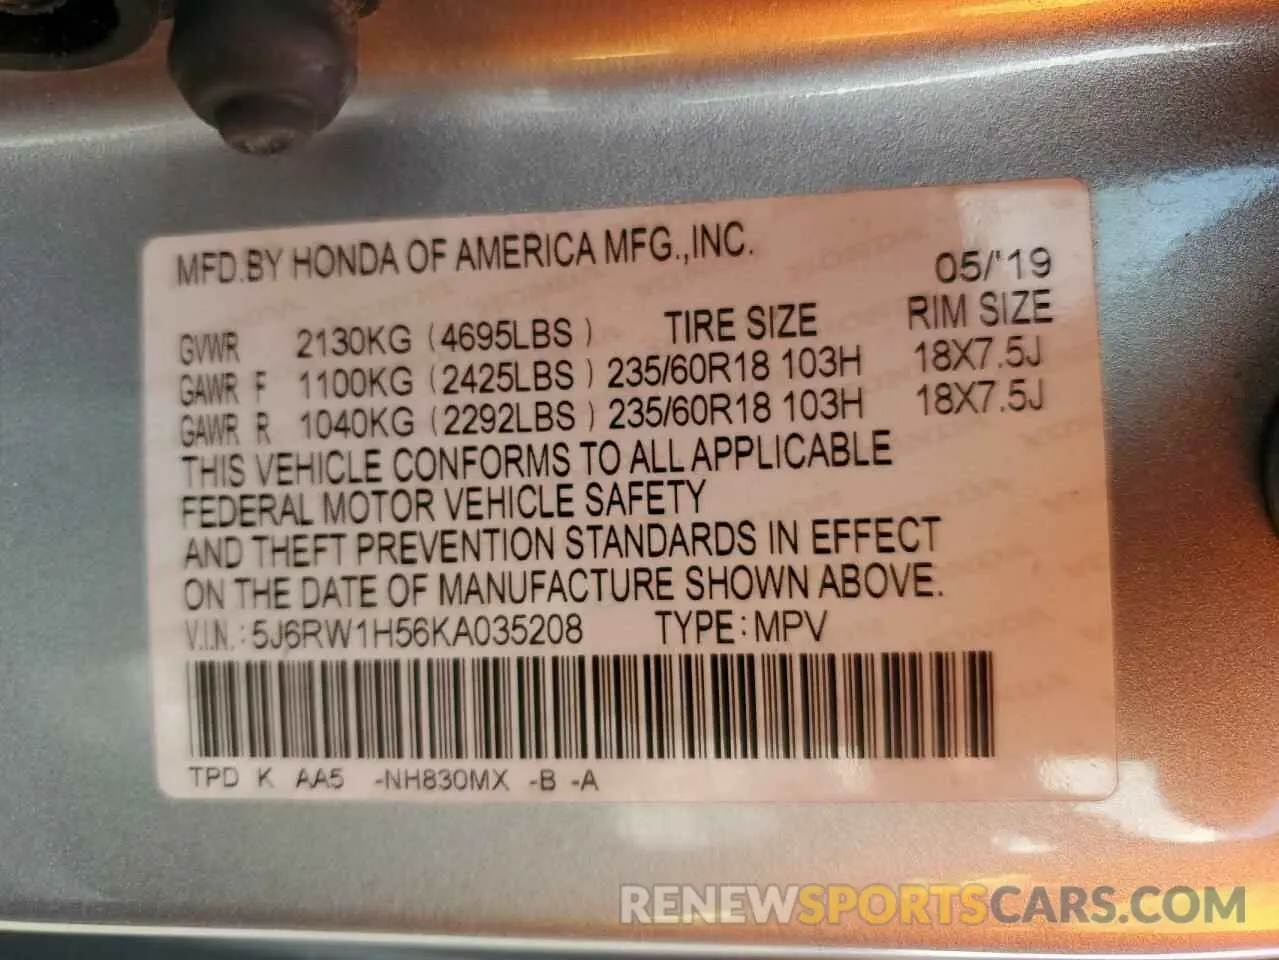 MFD.BY HONDA OF AMERICA MFG.,INC.
05/'19
GVWR 2130KG (4695LBS) TIRE SIZE RIM SIZE
GAWR F 1100KG (2425LBS) 235/60R18 103H 18X7.5J
GAWR R 1040KG (2292LBS) 235/60R18 103H 18X7.5J
THIS VEHICLE CONFORMS TO ALL APPLICABLE
FEDERAL MOTOR VEHICLE SAFETY
AND THEFT PREVENTION STANDARDS IN EFFECT
ON THE DATE OF MANUFACTURE SHOWN ABOVE.
V.I.N.: 5J6RW1H56KA035208 TYPE: MPV
TPD K AA5 -NH830MX -B -A
RENEWSPORTSCARS.COM